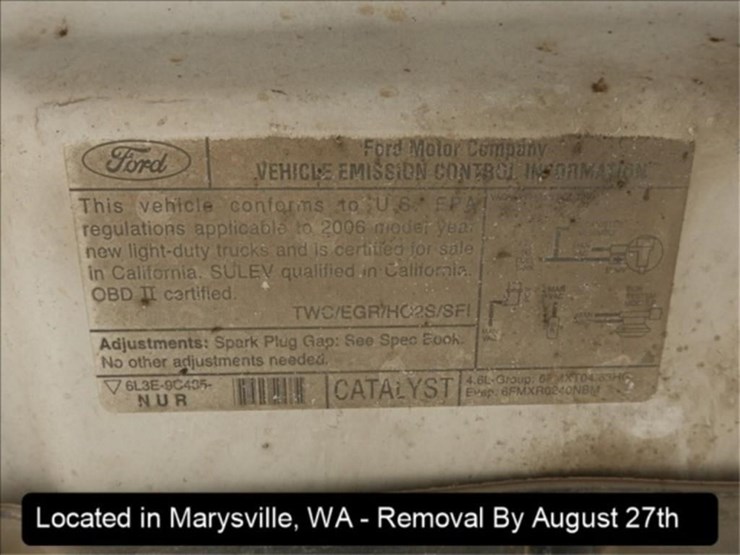 Ford
Ford Motor Company
VEHICLE EMISSION CONTROL INFORMATION
This vehicle conforms to U.S. EPA
regulations applicable to 2006 model year
new light-duty trucks and is certified for sale
in California. SULEV qualified in California.
OBD II certified.
TWC/EGR/HO2S/SFI
Adjustments: Spark Plug Gap: See Spec Book.
No other adjustments needed.
6L3E-9C485-
NUR
CATALYST
4.6L-Group:
Evap: 6FMXR0240NBM
Located in Marysville, WA - Removal By August 27th